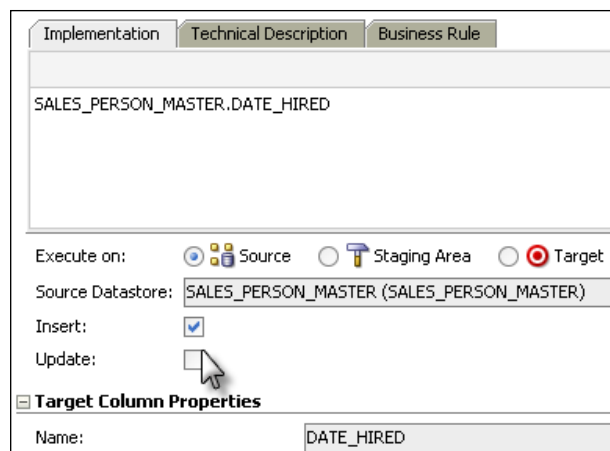 Implementation Technical Description Business Rule
SALES_PERSON_MASTER.DATE_HIRED
Execute on: Source Staging Area Target
Source Datastore: SALES_PERSON_MASTER (SALES_PERSON_MASTER)
Insert:
Update:
Target Column Properties
Name: DATE_HIRED